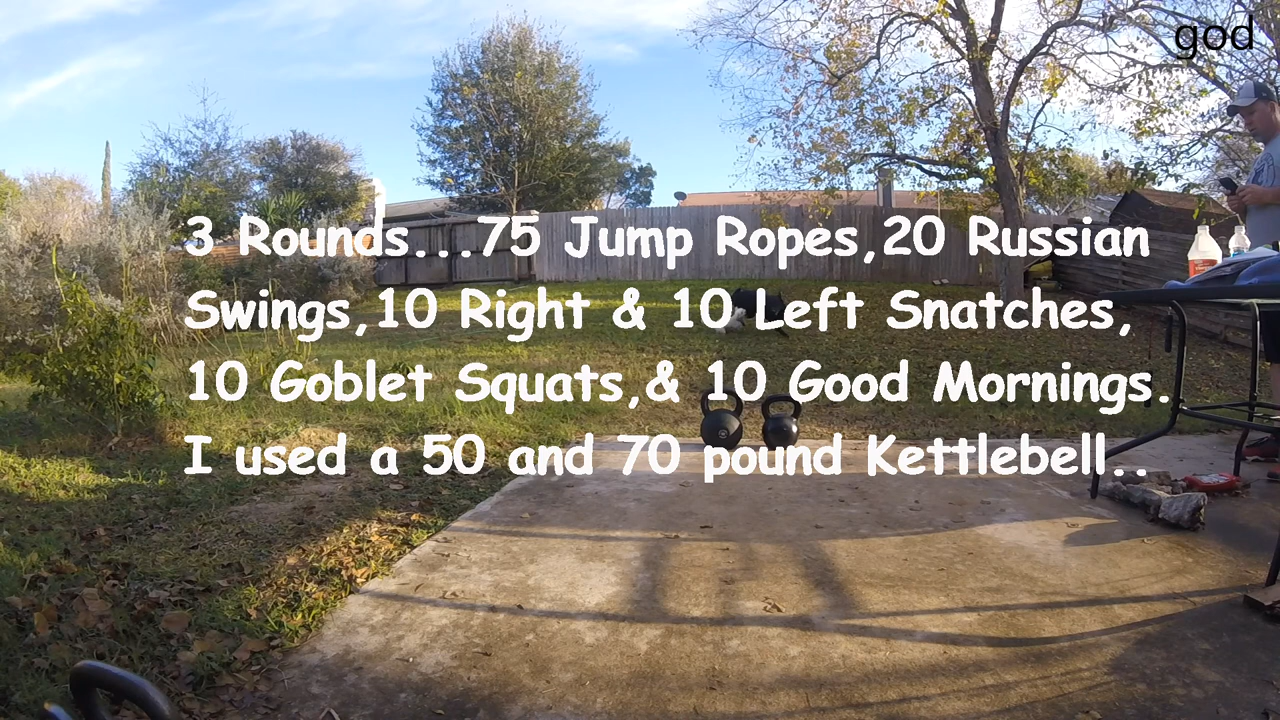 god
3 Rounds...75 Jump Ropes,20 Russian
Swings,10 Right & 10 Left Snatches,
10 Goblet Squats,& 10 Good Mornings.
I used a 50 and 70 pound Kettlebell..